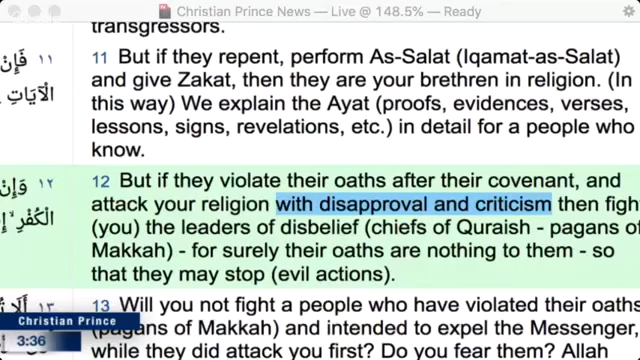 Christian Prince News — Live @ 148.5% — Ready
transgressors.
11 But if they repent, perform As-Salat (Iqamat-as-Salat)
and give Zakat, then they are your brethren in religion. (In
this way) We explain the Ayat (proofs, evidences, verses,
lessons, signs, revelations, etc.) in detail for a people who
know.
فَإِن ١١
الْآيَاتِ
12 But if they violate their oaths after their covenant, and
attack your religion with disapproval and criticism then fight
(you) the leaders of disbelief (chiefs of Quraish - pagans of
Makkah) - for surely their oaths are nothing to them - so
that they may stop (evil actions).
وَإِن ١٢
الْكُفْرِ
13 Will you not fight a people who have violated their oaths
(pagans of Makkah) and intended to expel the Messenger,
while they did attack you first? Do you fear them? Allah
١٣
Christian Prince
3:36